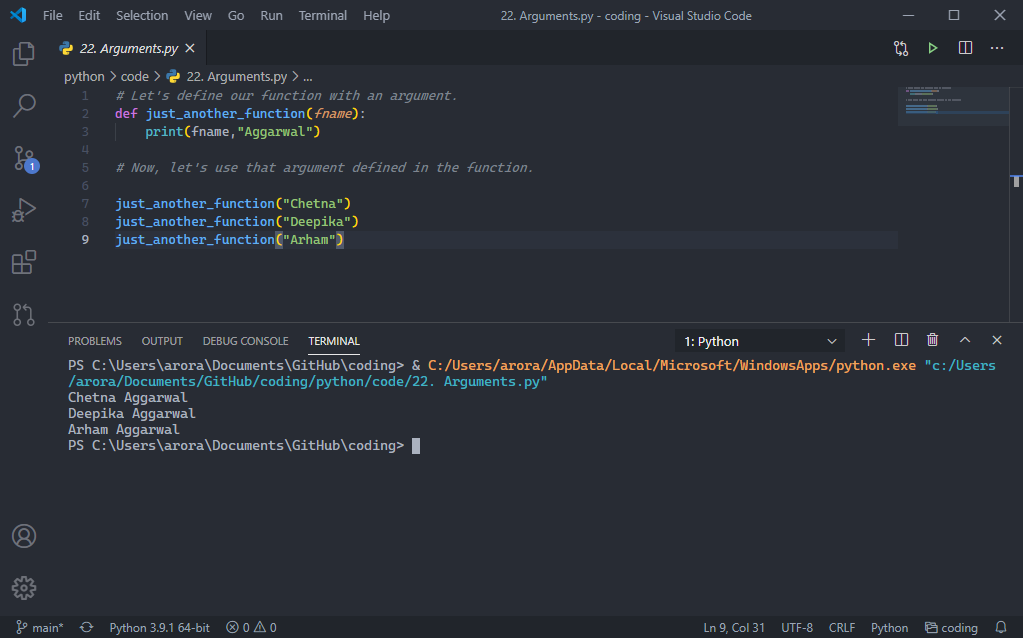 File Edit Selection View Go Run Terminal Help 22. Arguments.py - coding - Visual Studio Code
22. Arguments.py
python > code > 22. Arguments.py > ...
1 # Let's define our function with an argument.
2 def just_another_function(fname):
3 print(fname,"Aggarwal")
4
5 # Now, let's use that argument defined in the function.
6
7 just_another_function("Chetna")
8 just_another_function("Deepika")
9 just_another_function("Arham")
1
PROBLEMS OUTPUT DEBUG CONSOLE TERMINAL 1: Python
PS C:\Users\arora\Documents\GitHub\coding> & C:/Users/arora/AppData/Local/Microsoft/WindowsApps/python.exe "c:/Users
/arora/Documents/GitHub/coding/python/code/22. Arguments.py"
Chetna Aggarwal
Deepika Aggarwal
Arham Aggarwal
PS C:\Users\arora\Documents\GitHub\coding>
main* Python 3.9.1 64-bit 0 0 Ln 9, Col 31 UTF-8 CRLF Python coding